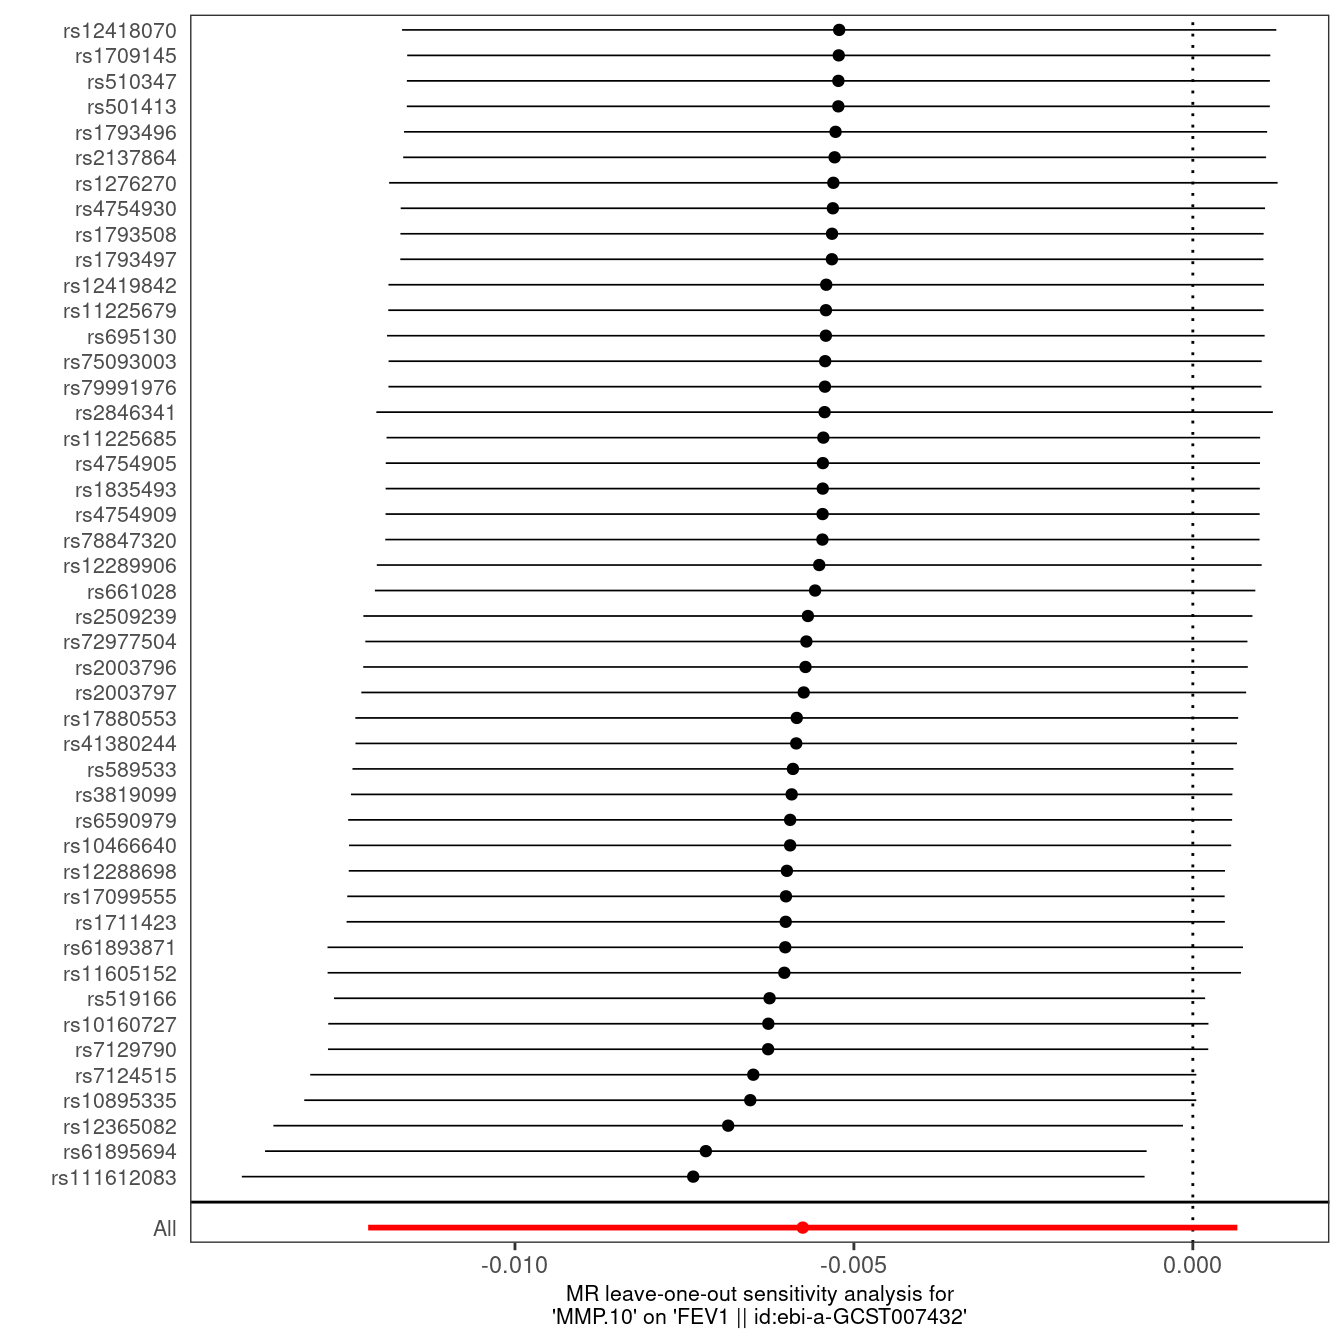 rs12418070
rs1709145
rs510347
rs501413
rs1793496
rs2137864
rs1276270
rs4754930
rs1793508
rs1793497
rs12419842
rs11225679
rs695130
rs75093003
rs79991976
rs2846341
rs11225685
rs4754905
rs1835493
rs4754909
rs78847320
rs12289906
rs661028
rs2509239
rs72977504
rs2003796
rs2003797
rs17880553
rs41380244
rs589533
rs3819099
rs6590979
rs10466640
rs12288698
rs17099555
rs1711423
rs61893871
rs11605152
rs519166
rs10160727
rs7129790
rs7124515
rs10895335
rs12365082
rs61895694
rs111612083
All
-0.010 -0.005 0.000
MR leave-one-out sensitivity analysis for
'MMP.10' on 'FEV1 || id:ebi-a-GCST007432'